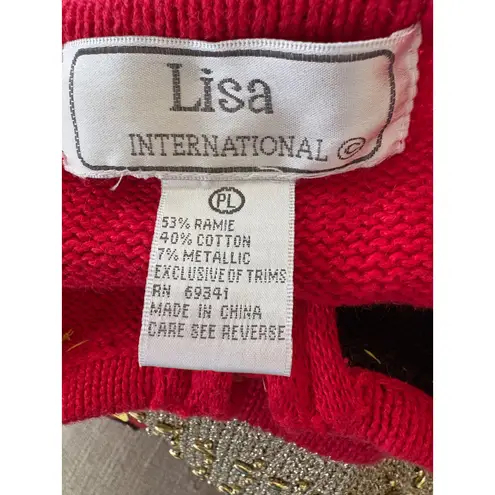 Lisa
INTERNATIONAL ©
PL
53% RAMIE
40% COTTON
7% METALLIC
EXCLUSIVE OF TRIMS
RN 69341
MADE IN CHINA
CARE SEE REVERSE